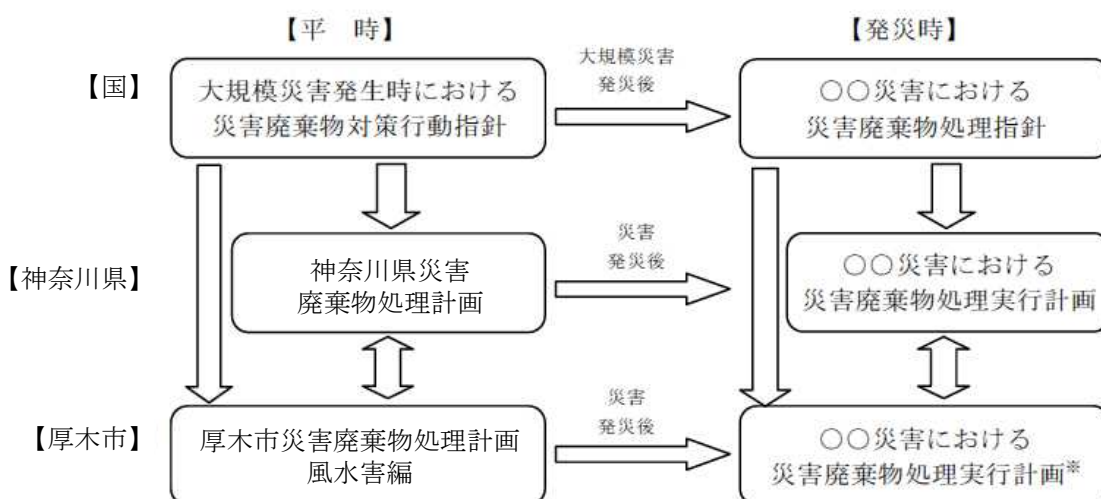 【平　時】
【発災時】
【国】
大規模災害発生時における
災害廃棄物対策行動指針
大規模災害
発災後
〇〇災害における
災害廃棄物処理指針
【神奈川県】
神奈川県災害
廃棄物処理計画
災害
発災後
〇〇災害における
災害廃棄物処理実行計画
【厚木市】
厚木市災害廃棄物処理計画
風水害編
災害
発災後
〇〇災害における
災害廃棄物処理実行計画※